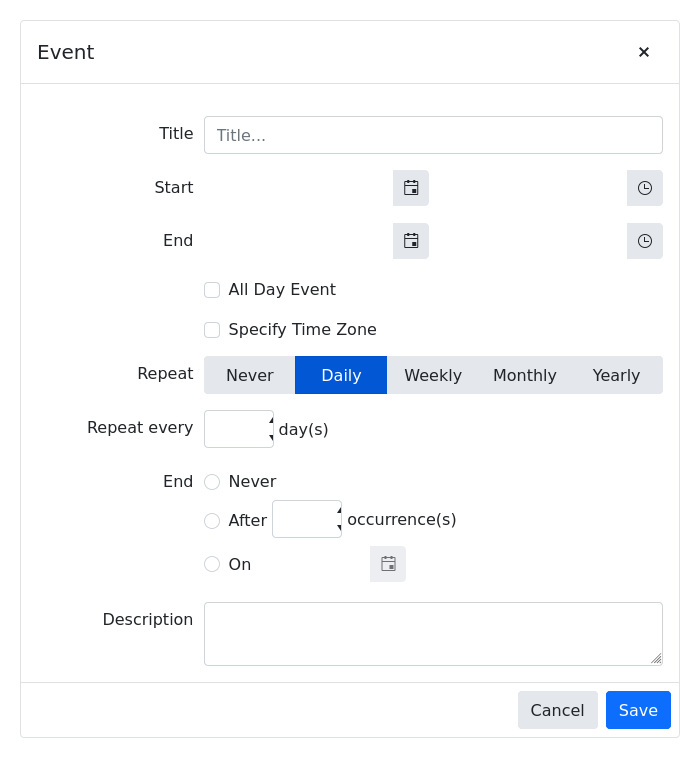 Event
Title Title...
Start
End
All Day Event
Specify Time Zone
Repeat Never Daily Weekly Monthly Yearly
Repeat every day(s)
End Never
After occurrence(s)
On
Description
Cancel Save